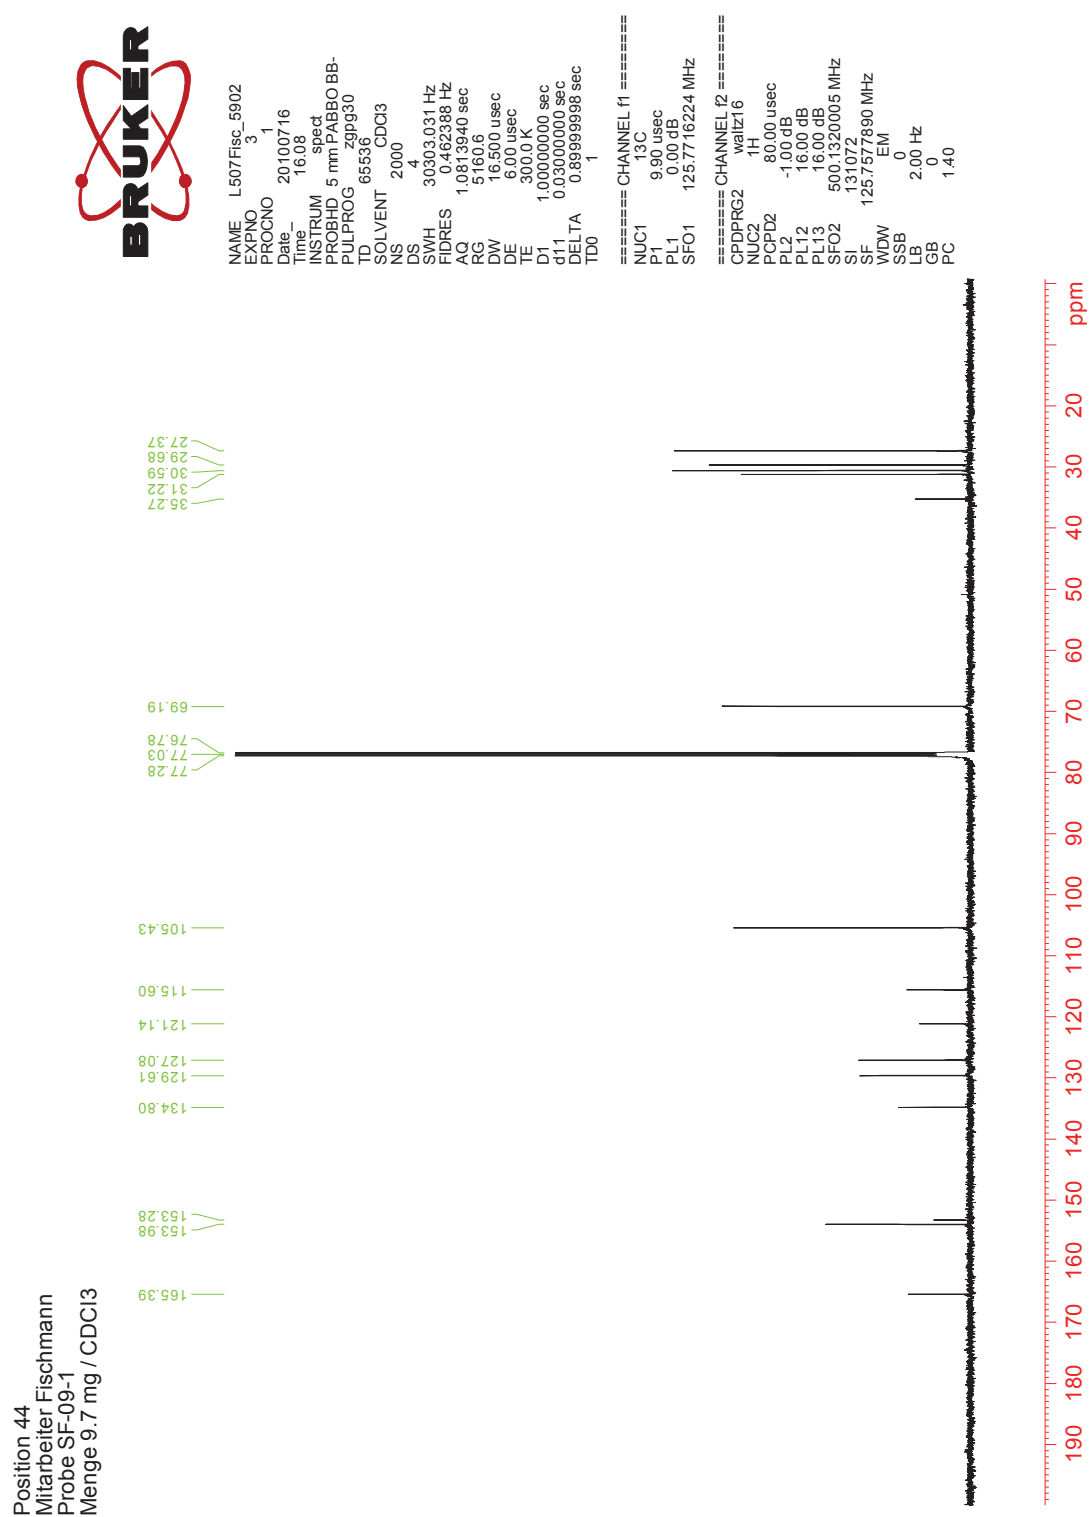 Position 44
Mitarbeiter Fischmann
Probe SF-09-1
Menge 9.7 mg / CDCl3
165.39
153.98
153.28
134.80
129.61
127.08
121.14
115.60
105.43
77.28
77.03
76.78
69.19
35.27
31.22
30.59
29.68
27.37
BRUKER
NAME L507Fisc_5902
EXPNO 3
PROCNO 1
Date_ 20100716
Time 16.08
INSTRUM spect
PROBHD 5 mm PABBO BB-
PULPROG zgpg30
TD 65536
SOLVENT CDCl3
NS 2000
DS 4
SWH 30303.031 Hz
FIDRES 0.462388 Hz
AQ 1.0813940 sec
RG 5160.6
DW 16.500 usec
DE 6.00 usec
TE 300.0 K
D1 1.00000000 sec
d11 0.03000000 sec
DELTA 0.89999998 sec
TD0 1
======== CHANNEL f1 ========
NUC1 13C
P1 9.90 usec
PL1 0.00 dB
SFO1 125.7716224 MHz
======== CHANNEL f2 ========
CPDPRG2 waltz16
NUC2 1H
PCPD2 80.00 usec
PL2 -1.00 dB
PL12 16.00 dB
PL13 16.00 dB
SFO2 500.1320005 MHz
SI 131072
SF 125.7577890 MHz
WDW EM
SSB 0
LB 2.00 Hz
GB 0
PC 1.40
190 180 170 160 150 140 130 120 110 100 90 80 70 60 50 40 30 20 ppm